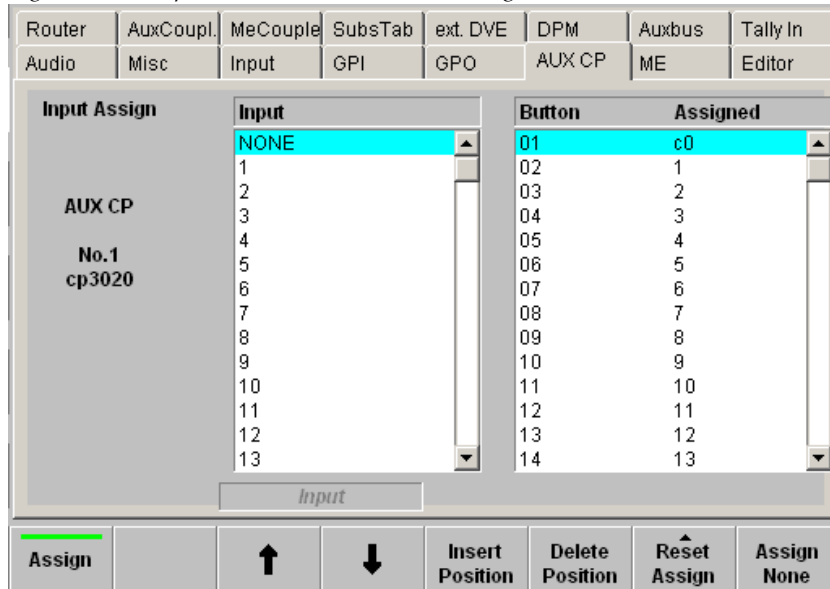 Router AuxCoupl. MeCouple SubsTab ext. DVE DPM Auxbus Tally In
Audio Misc Input GPI GPO AUX CP ME Editor
Input Assign Input Button Assigned
NONE 01 c0
1 02 1
2 03 2
AUX CP 3 04 3
4 05 4
No.1 5 06 5
cp3020 6 07 6
7 08 7
8 09 8
9 10 9
10 11 10
11 12 11
12 13 12
13 14 13
Input
Assign Insert Position Delete Position Reset Assign Assign None